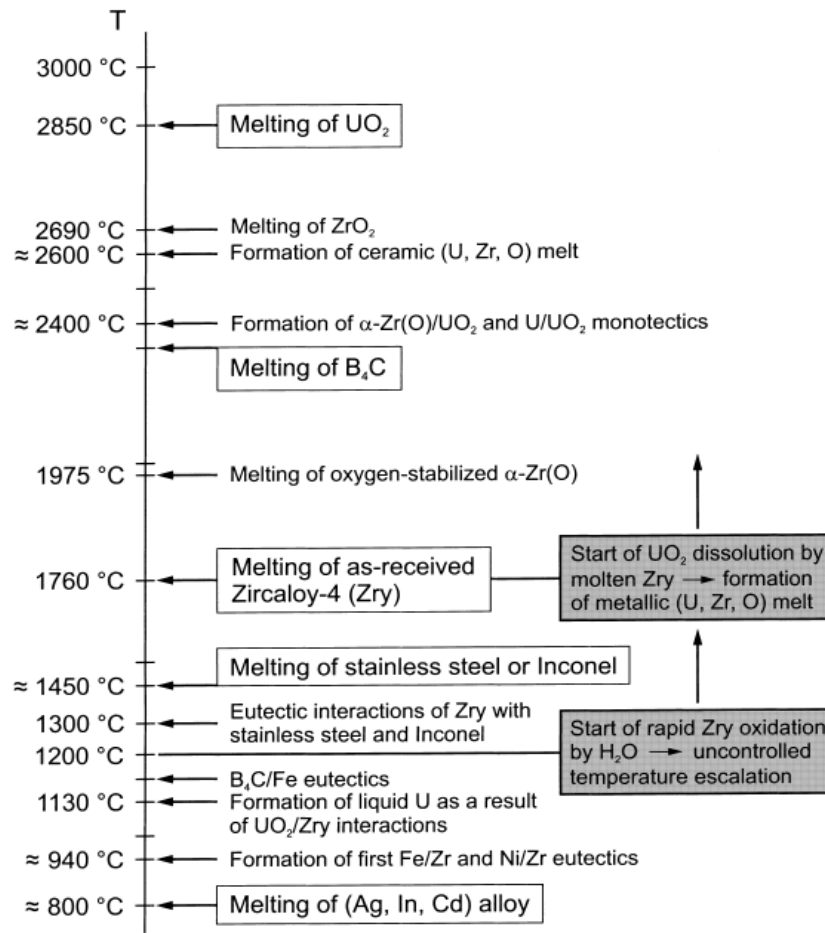 T
3000 °C
2850 °C
Melting of UO₂
2690 °C
Melting of ZrO₂
≈ 2600 °C
Formation of ceramic (U, Zr, O) melt
≈ 2400 °C
Formation of α-Zr(O)/UO₂ and U/UO₂ monotectics
Melting of B₄C
1975 °C
Melting of oxygen-stabilized α-Zr(O)
1760 °C
Melting of as-received
Zircaloy-4 (Zry)
Start of UO₂ dissolution by
molten Zry → formation
of metallic (U, Zr, O) melt
Melting of stainless steel or Inconel
≈ 1450 °C
1300 °C
Eutectic interactions of Zry with
stainless steel and Inconel
1200 °C
Start of rapid Zry oxidation
by H₂O → uncontrolled
temperature escalation
B₄C/Fe eutectics
1130 °C
Formation of liquid U as a result
of UO₂/Zry interactions
≈ 940 °C
Formation of first Fe/Zr and Ni/Zr eutectics
≈ 800 °C
Melting of (Ag, In, Cd) alloy